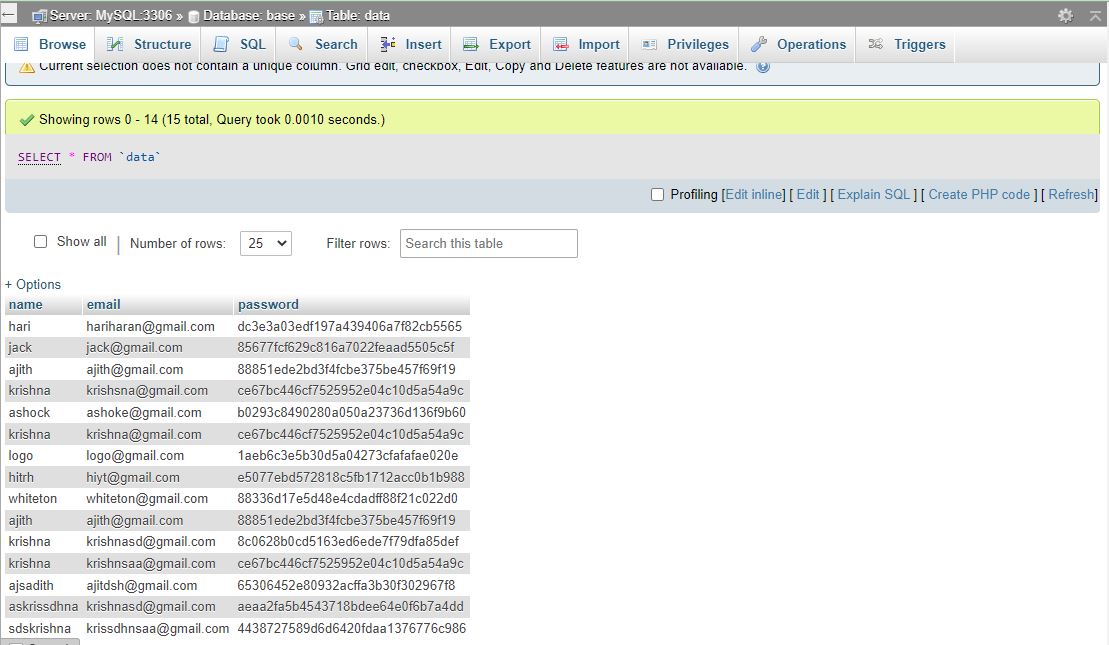 Server: MySQL:3306 » Database: base » Table: data
Browse Structure SQL Search Insert Export Import Privileges Operations Triggers
Current selection does not contain a unique column. Grid edit, checkbox, Edit, Copy and Delete features are not available.
Showing rows 0 - 14 (15 total, Query took 0.0010 seconds.)
SELECT * FROM `data`
Profiling [Edit inline] [ Edit ] [ Explain SQL ] [ Create PHP code ] [ Refresh]
Show all | Number of rows: 25 Filter rows: Search this table
+ Options
name email password
hari hariharan@gmail.com dc3e3a03edf197a439406a7f82cb5565
jack jack@gmail.com 85677fcf629c816a7022feaad5505c5f
ajith ajith@gmail.com 88851ede2bd3f4fcbe375be457f69f19
krishna krishsna@gmail.com ce67bc446cf7525952e04c10d5a54a9c
ashock ashoke@gmail.com b0293c8490280a050a23736d136f9b60
krishna krishna@gmail.com ce67bc446cf7525952e04c10d5a54a9c
logo logo@gmail.com 1aeb6c3e5b30d5a04273cfafafae020e
hitrh hiyt@gmail.com e5077ebd572818c5fb1712acc0b1b988
whiteton whiteton@gmail.com 88336d17e5d48e4cdadff88f21c022d0
ajith ajith@gmail.com 88851ede2bd3f4fcbe375be457f69f19
krishna krishnasd@gmail.com 8c0628b0cd5163ed6ede7f79dfa85def
krishna krishnsaa@gmail.com ce67bc446cf7525952e04c10d5a54a9c
ajsadith ajitdsh@gmail.com 65306452e80932acffa3b30f302967f8
askrissdhna krishnasd@gmail.com aeaa2fa5b4543718bdee64e0f6b7a4dd
sdskrishna krissdhnsaa@gmail.com 4438727589d6d6420fdaa1376776c986